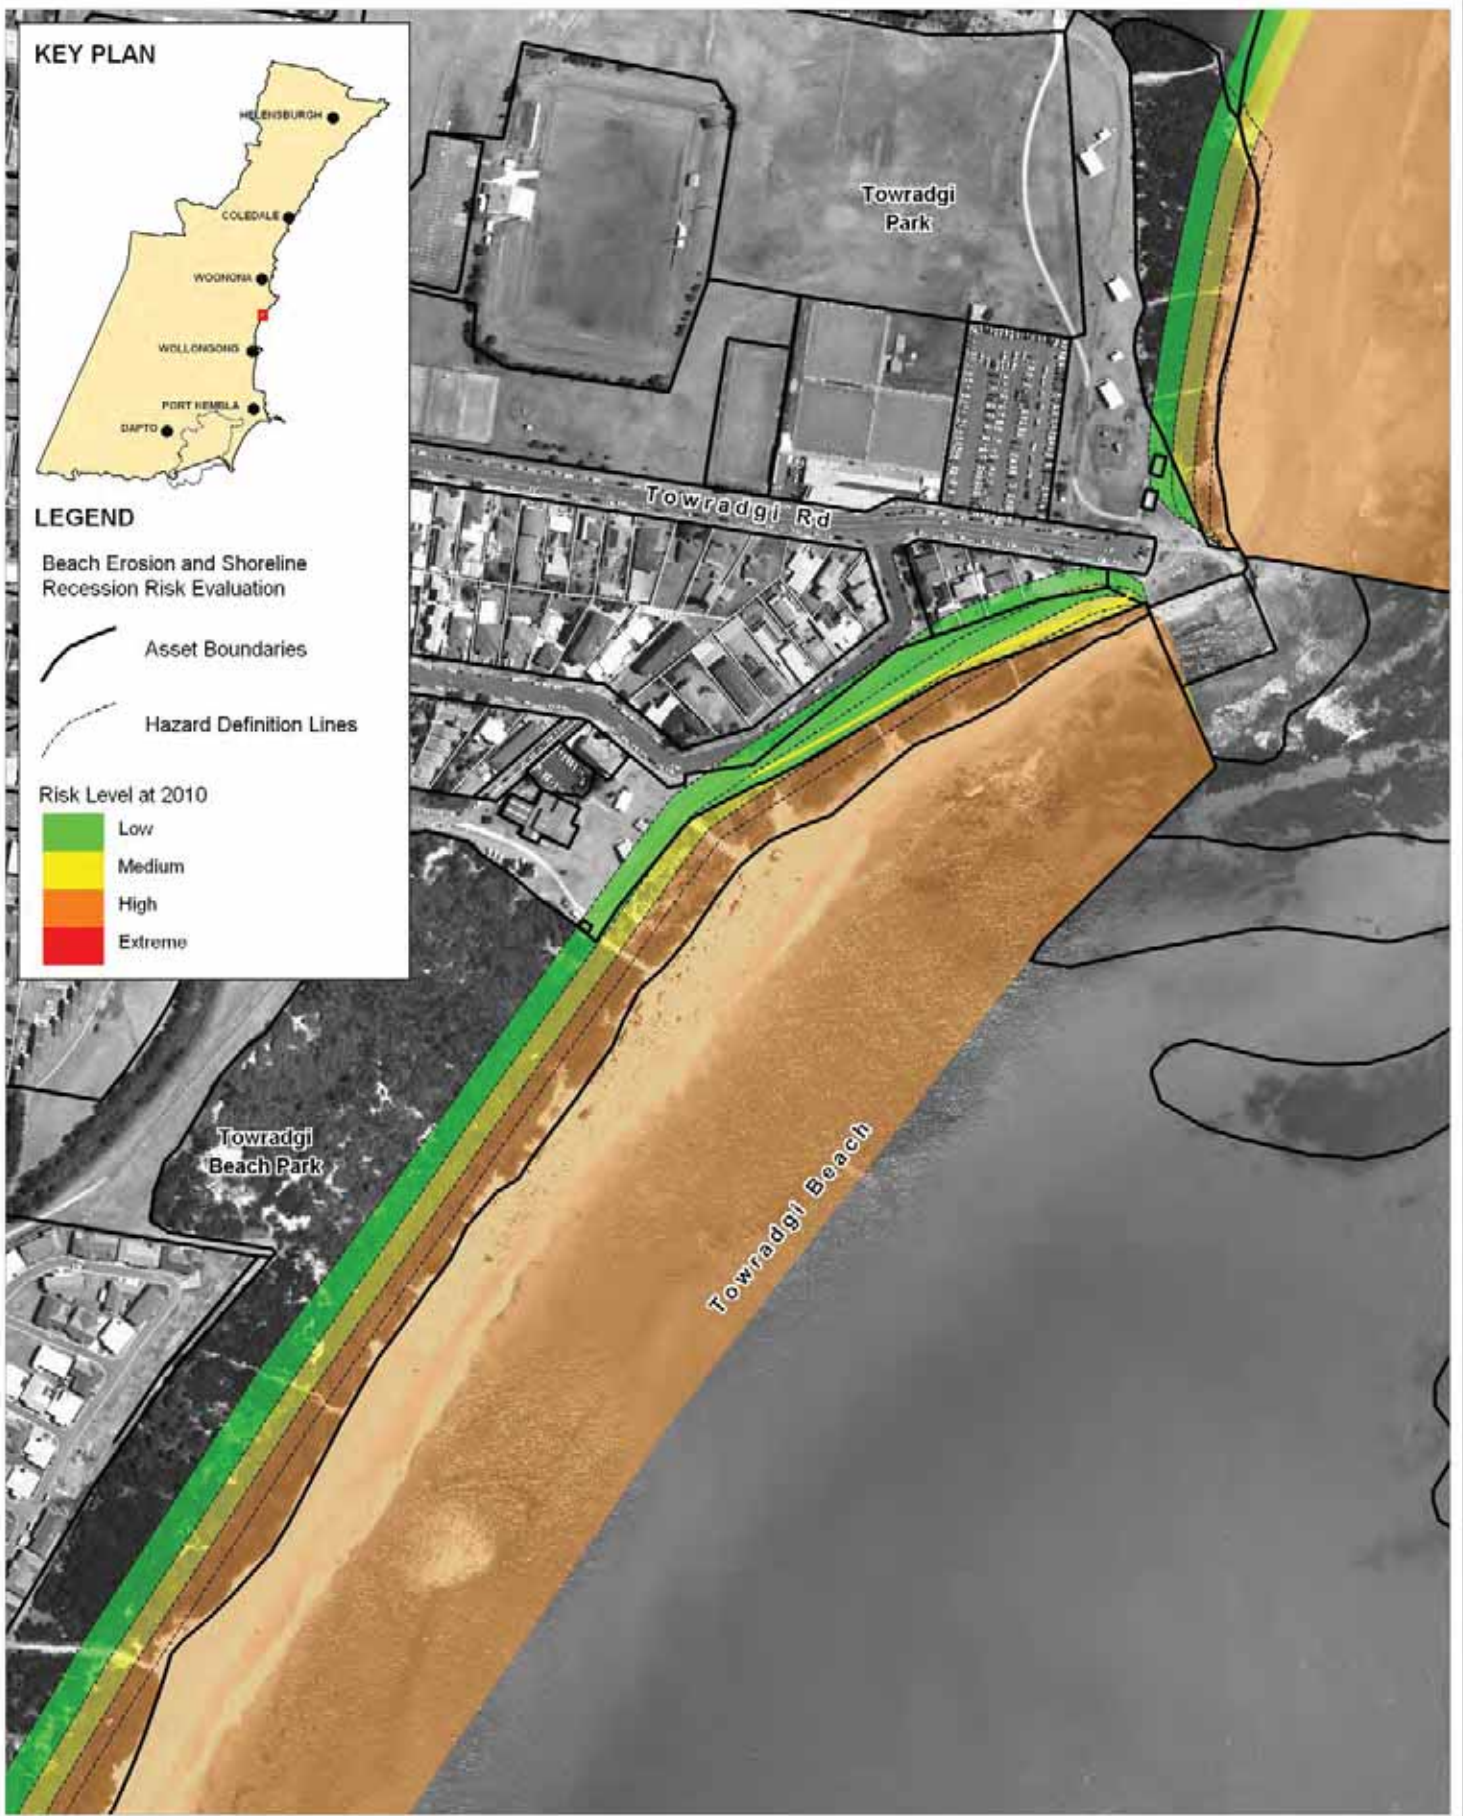 KEY PLAN
HELENSBURGH
COLEDALE
WOONONA
WOLLONGONG
PORT KEMBLA
DAPTO
LEGEND
Beach Erosion and Shoreline
Recession Risk Evaluation
Asset Boundaries
Hazard Definition Lines
Risk Level at 2010
Low
Medium
High
Extreme
Towradgi
Park
Towradgi Rd
Towradgi
Beach Park
Towradgi Beach